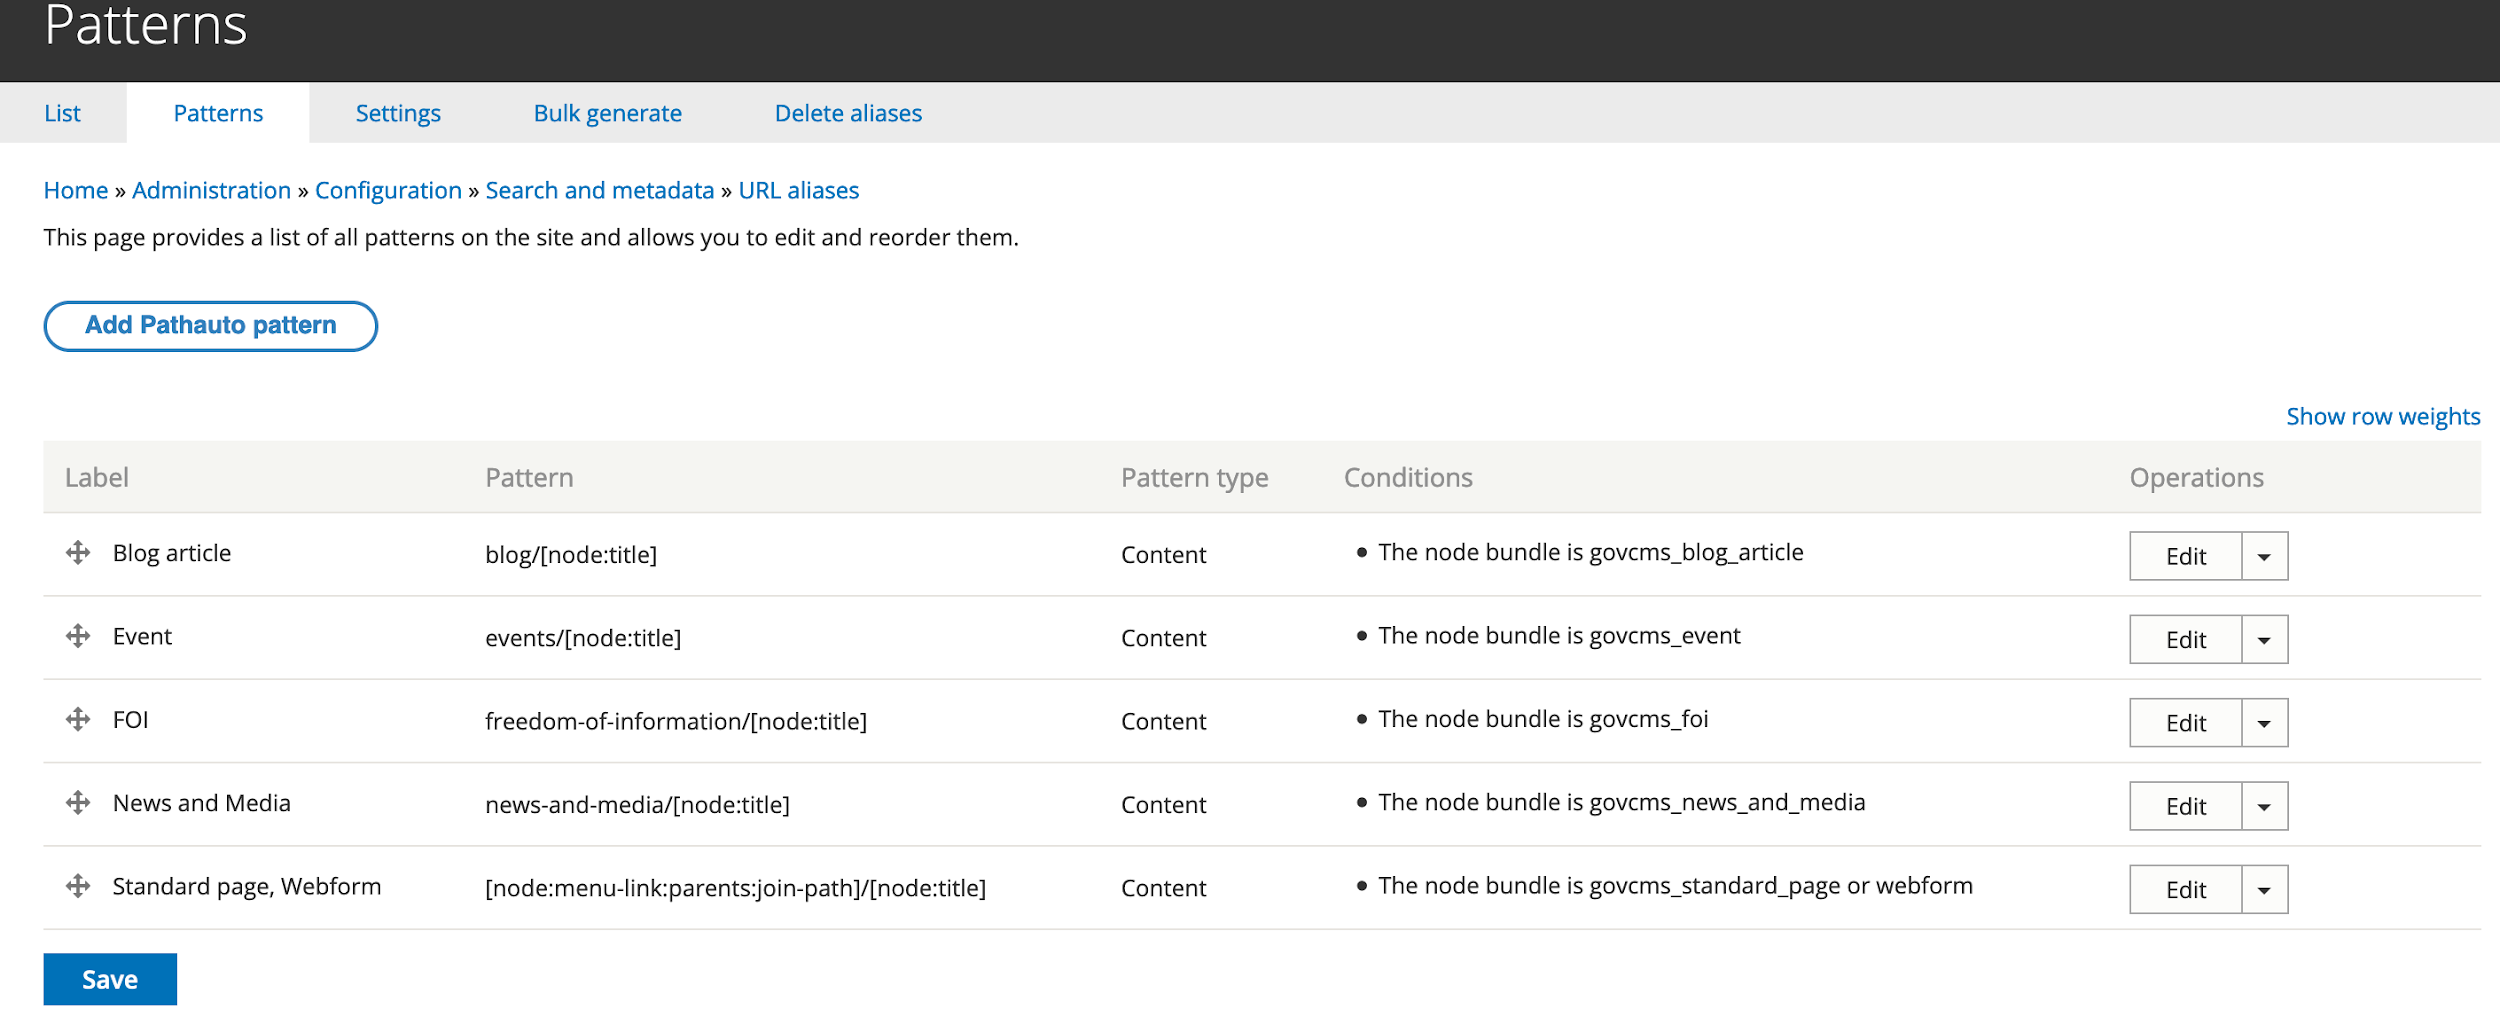 Patterns
List Patterns Settings Bulk generate Delete aliases
Home » Administration » Configuration » Search and metadata » URL aliases
This page provides a list of all patterns on the site and allows you to edit and reorder them.
Add Pathauto pattern
Show row weights
Label Pattern Pattern type Conditions Operations
Blog article blog/[node:title] Content • The node bundle is govcms_blog_article Edit
Event events/[node:title] Content • The node bundle is govcms_event Edit
FOI freedom-of-information/[node:title] Content • The node bundle is govcms_foi Edit
News and Media news-and-media/[node:title] Content • The node bundle is govcms_news_and_media Edit
Standard page, Webform [node:menu-link:parents:join-path]/[node:title] Content • The node bundle is govcms_standard_page or webform Edit
Save